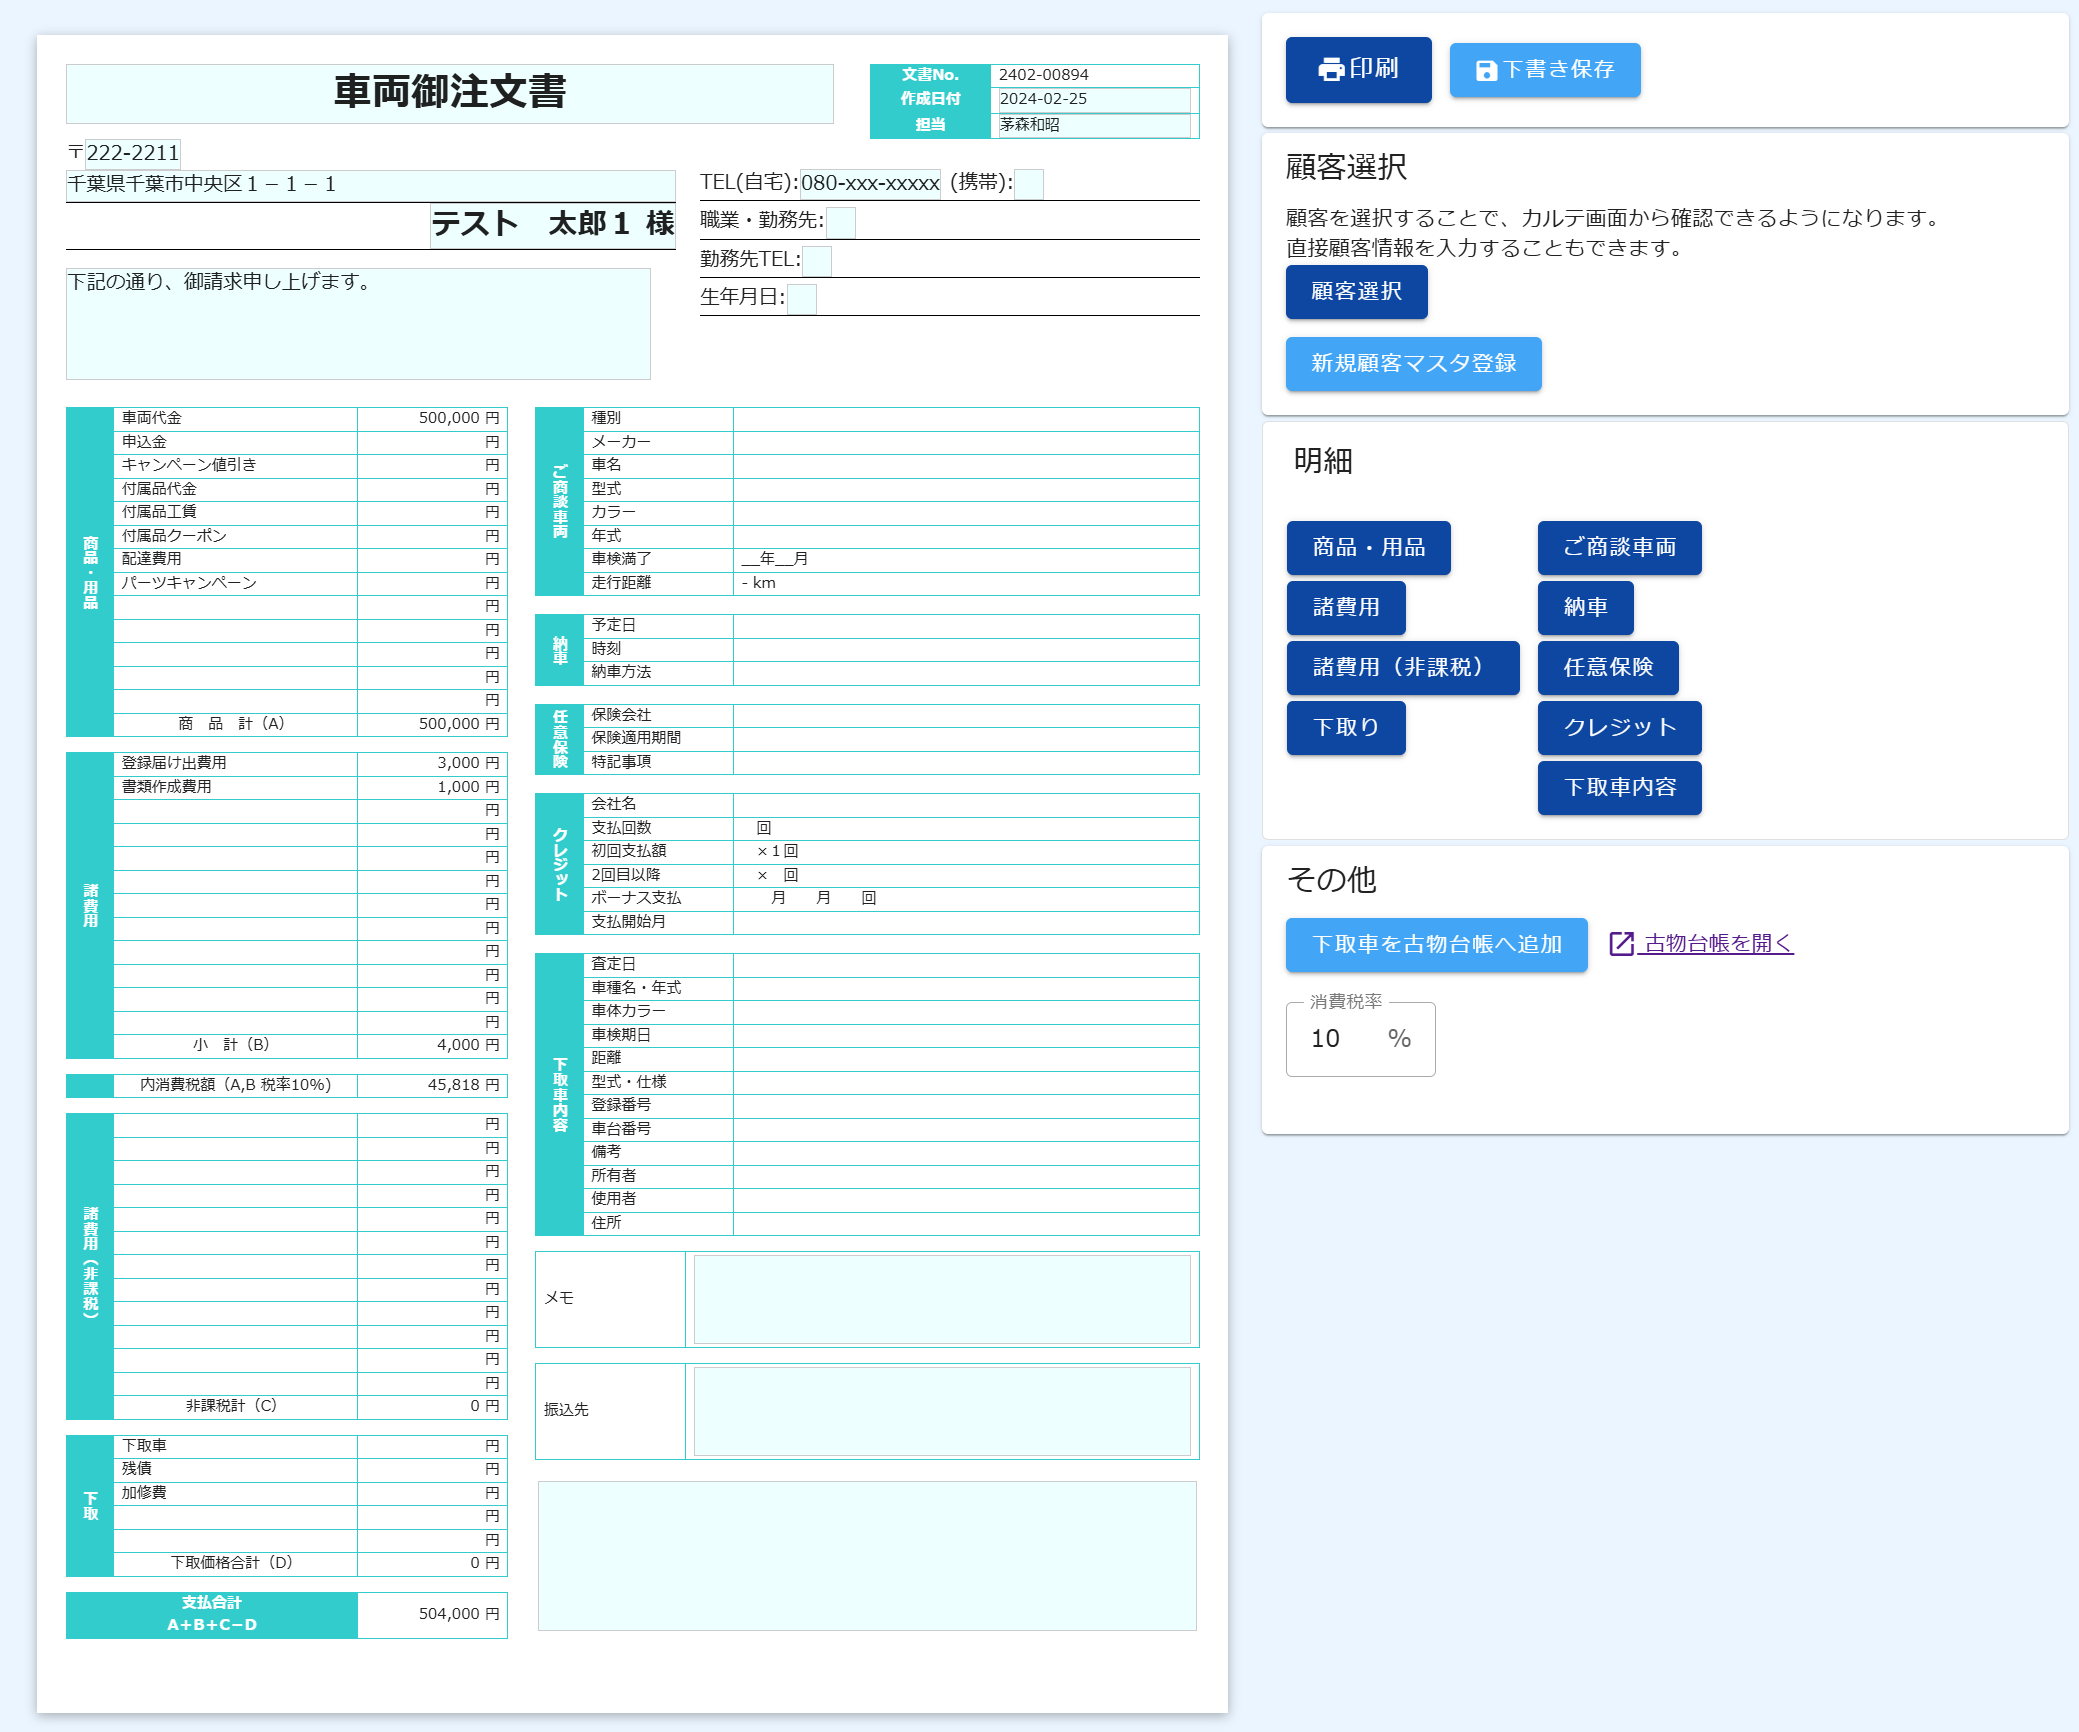 車両御注文書
文書No. 2402-00894
作成日付 2024-02-25
担当 茅森和昭
〒222-2211
千葉県千葉市中央区１－１－１
テスト　太郎１ 様
下記の通り、御請求申し上げます。
TEL(自宅):080-xxx-xxxxx (携帯):
職業・勤務先:
勤務先TEL:
生年月日:
商品・用品
車両代金 500,000 円
申込金 円
キャンペーン値引き 円
付属品代金 円
付属品工賃 円
付属品クーポン 円
配達費用 円
パーツキャンペーン 円
円
円
円
円
円
商　品　計（A） 500,000 円
諸費用
登録届け出費用 3,000 円
書類作成費用 1,000 円
円
円
円
円
円
円
円
円
円
円
小　計（B） 4,000 円
内消費税額（A,B 税率10%） 45,818 円
諸費用（非課税）
円
円
円
円
円
円
円
円
円
円
円
円
非課税計（C） 0 円
下取
下取車 円
残債 円
加修費 円
円
円
下取価格合計（D） 0 円
支払合計
A+B+C−D
504,000 円
ご商談車両
種別
メーカー
車名
型式
カラー
年式
車検満了 __年__月
走行距離 - km
納車
予定日
時刻
納車方法
任意保険
保険会社
保険適用期間
特記事項
クレジット
会社名
支払回数 回
初回支払額 ×１回
2回目以降 ×　回
ボーナス支払 月　　月　　回
支払開始月
下取車内容
査定日
車種名・年式
車体カラー
車検期日
距離
型式・仕様
登録番号
車台番号
備考
所有者
使用者
住所
メモ
振込先
印刷
下書き保存
顧客選択
顧客を選択することで、カルテ画面から確認できるようになります。
直接顧客情報を入力することもできます。
顧客選択
新規顧客マスタ登録
明細
商品・用品
諸費用
諸費用（非課税）
下取り
ご商談車両
納車
任意保険
クレジット
下取車内容
その他
下取車を古物台帳へ追加
古物台帳を開く
消費税率
10 %